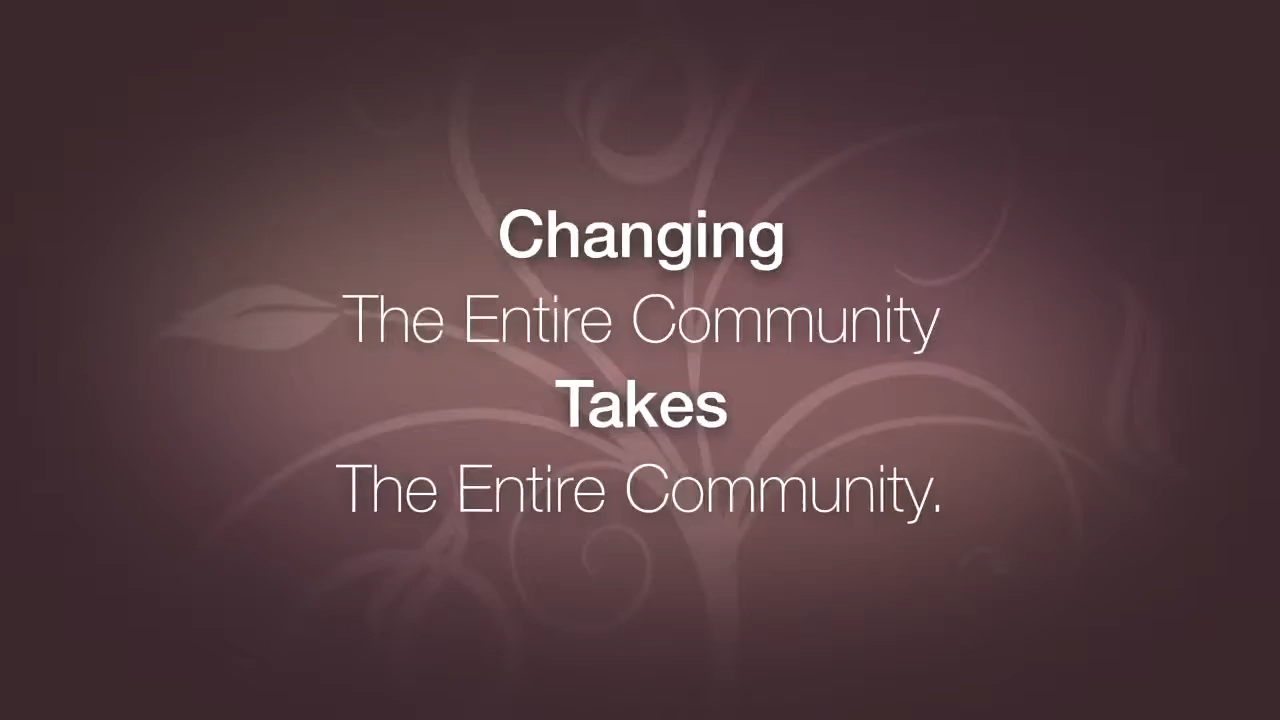 Changing
The Entire Community
Takes
The Entire Community.